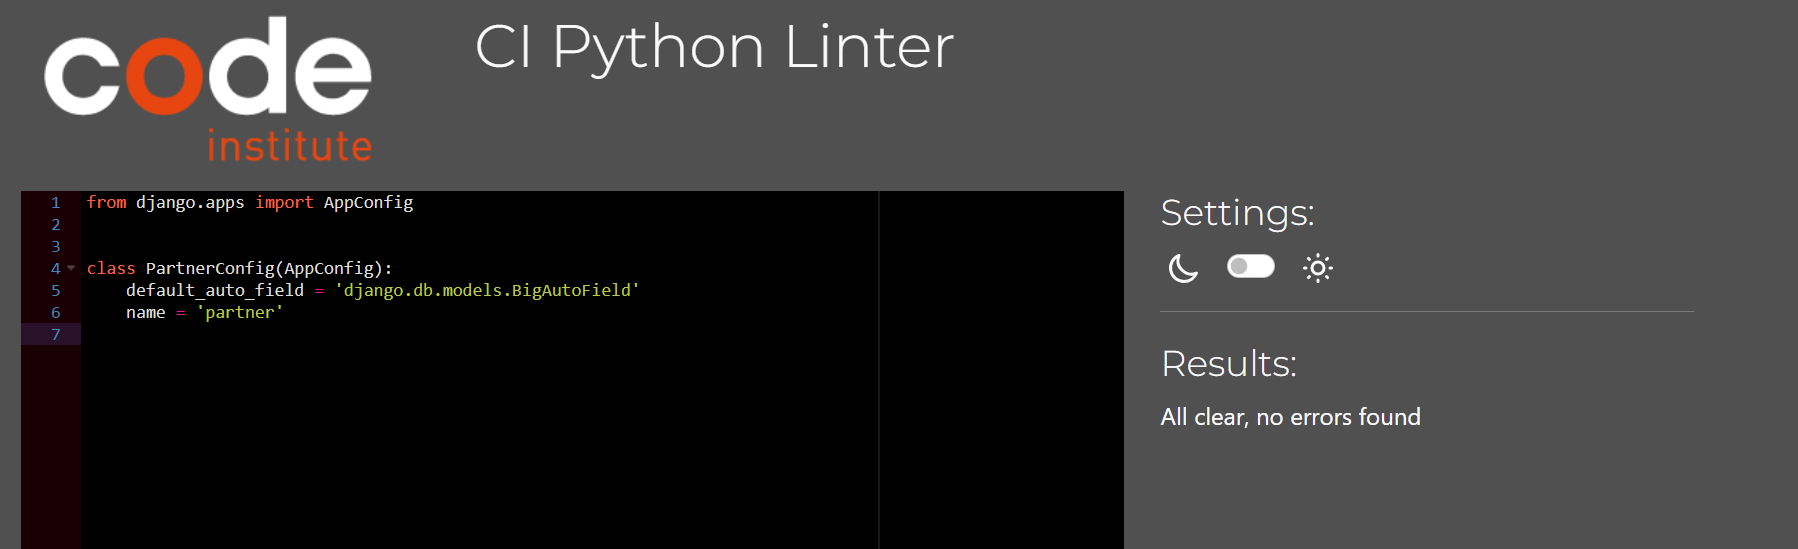 code
institute
CI Python Linter
1 from django.apps import AppConfig
2
3
4 class PartnerConfig(AppConfig):
5     default_auto_field = 'django.db.models.BigAutoField'
6     name = 'partner'
7
Settings:
Results:
All clear, no errors found